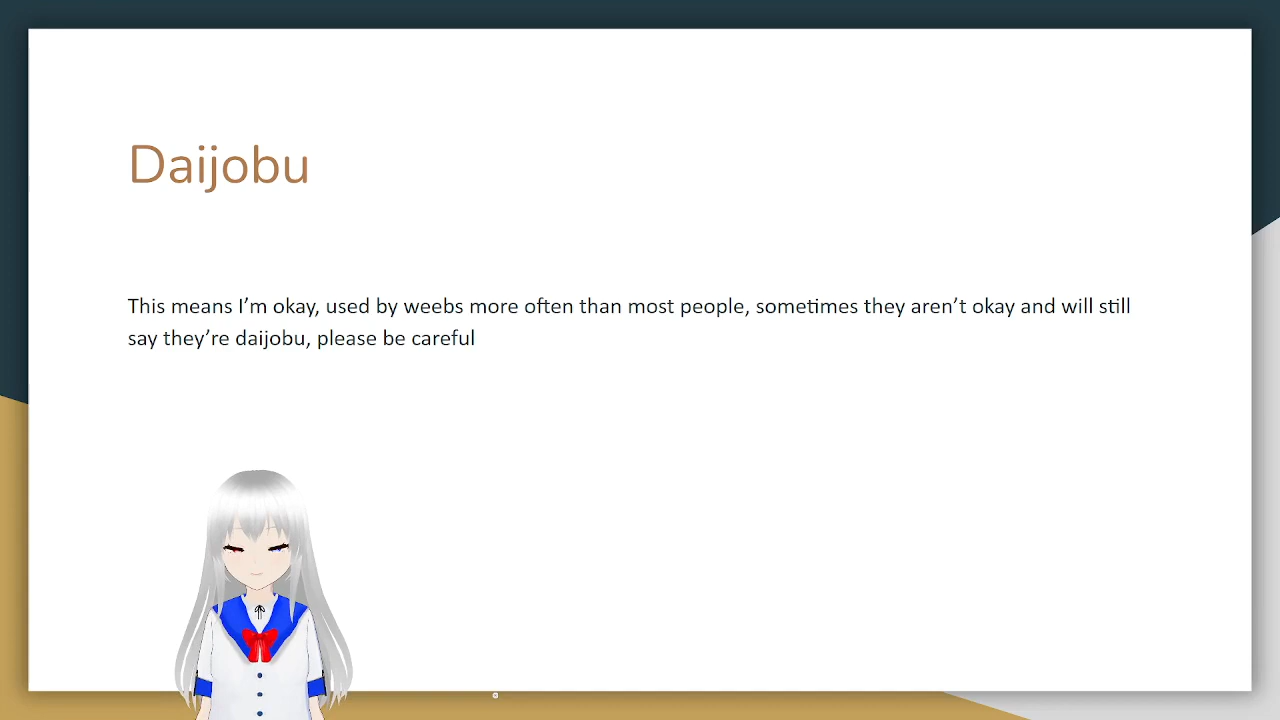 Daijobu
This means I’m okay, used by weebs more often than most people, sometimes they aren’t okay and will still
say they’re daijobu, please be careful